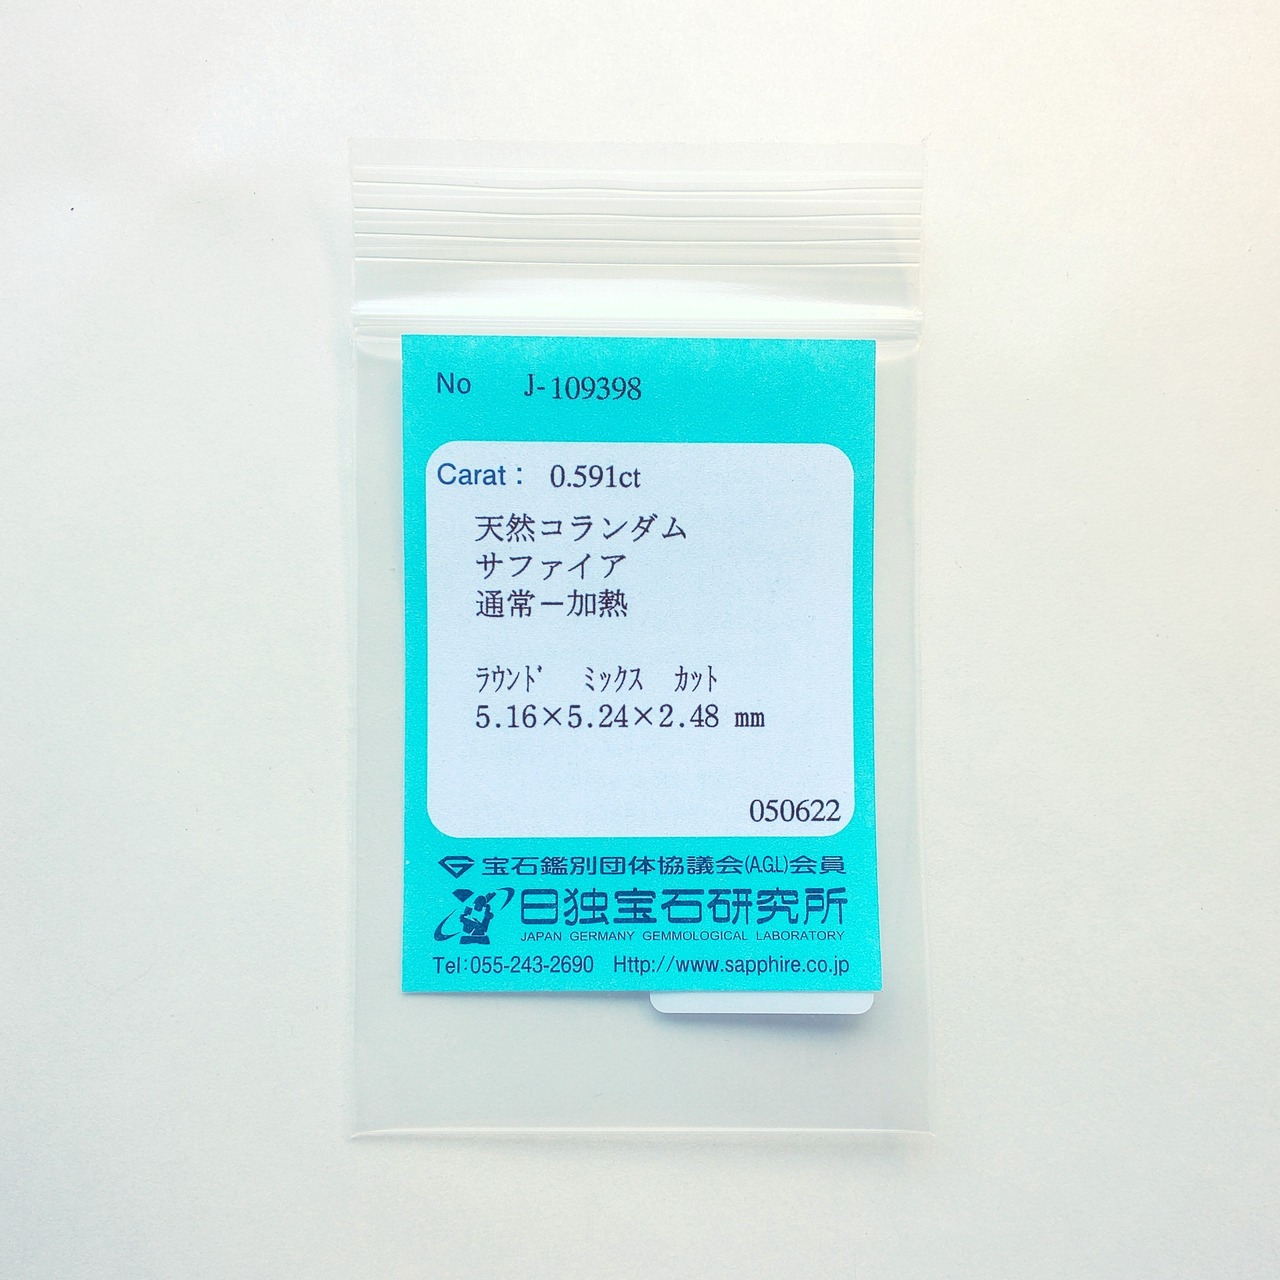 No J-109398
Carat: 0.591ct
天然コランダム
サファイア
通常－加熱
ﾗｳﾝﾄﾞ ﾐｯｸｽ ｶｯﾄ
5.16×5.24×2.48 mm
050622
宝石鑑別団体協議会(A.G.L)会員
日独宝石研究所
JAPAN GERMANY GEMMOLOGICAL LABORATORY
Tel:055-243-2690 Http://www.sapphire.co.jp